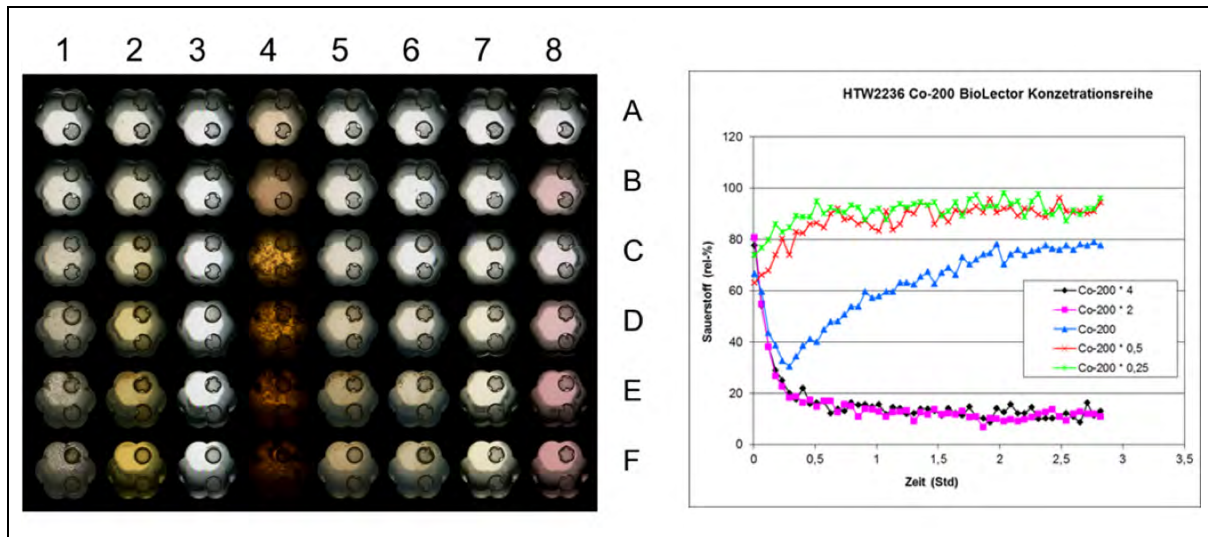 1 2 3 4 5 6 7 8
A
B
C
D
E
F
HTW2236 Co-200 BioLector Konzetrationsreihe
Sauerstoff (rel-%)
120
100
80
60
40
20
0
0 0,5 1 1,5 2 2,5 3 3,5
Zeit (Std)
Co-200 * 4
Co-200 * 2
Co-200
Co-200 * 0,5
Co-200 * 0,25